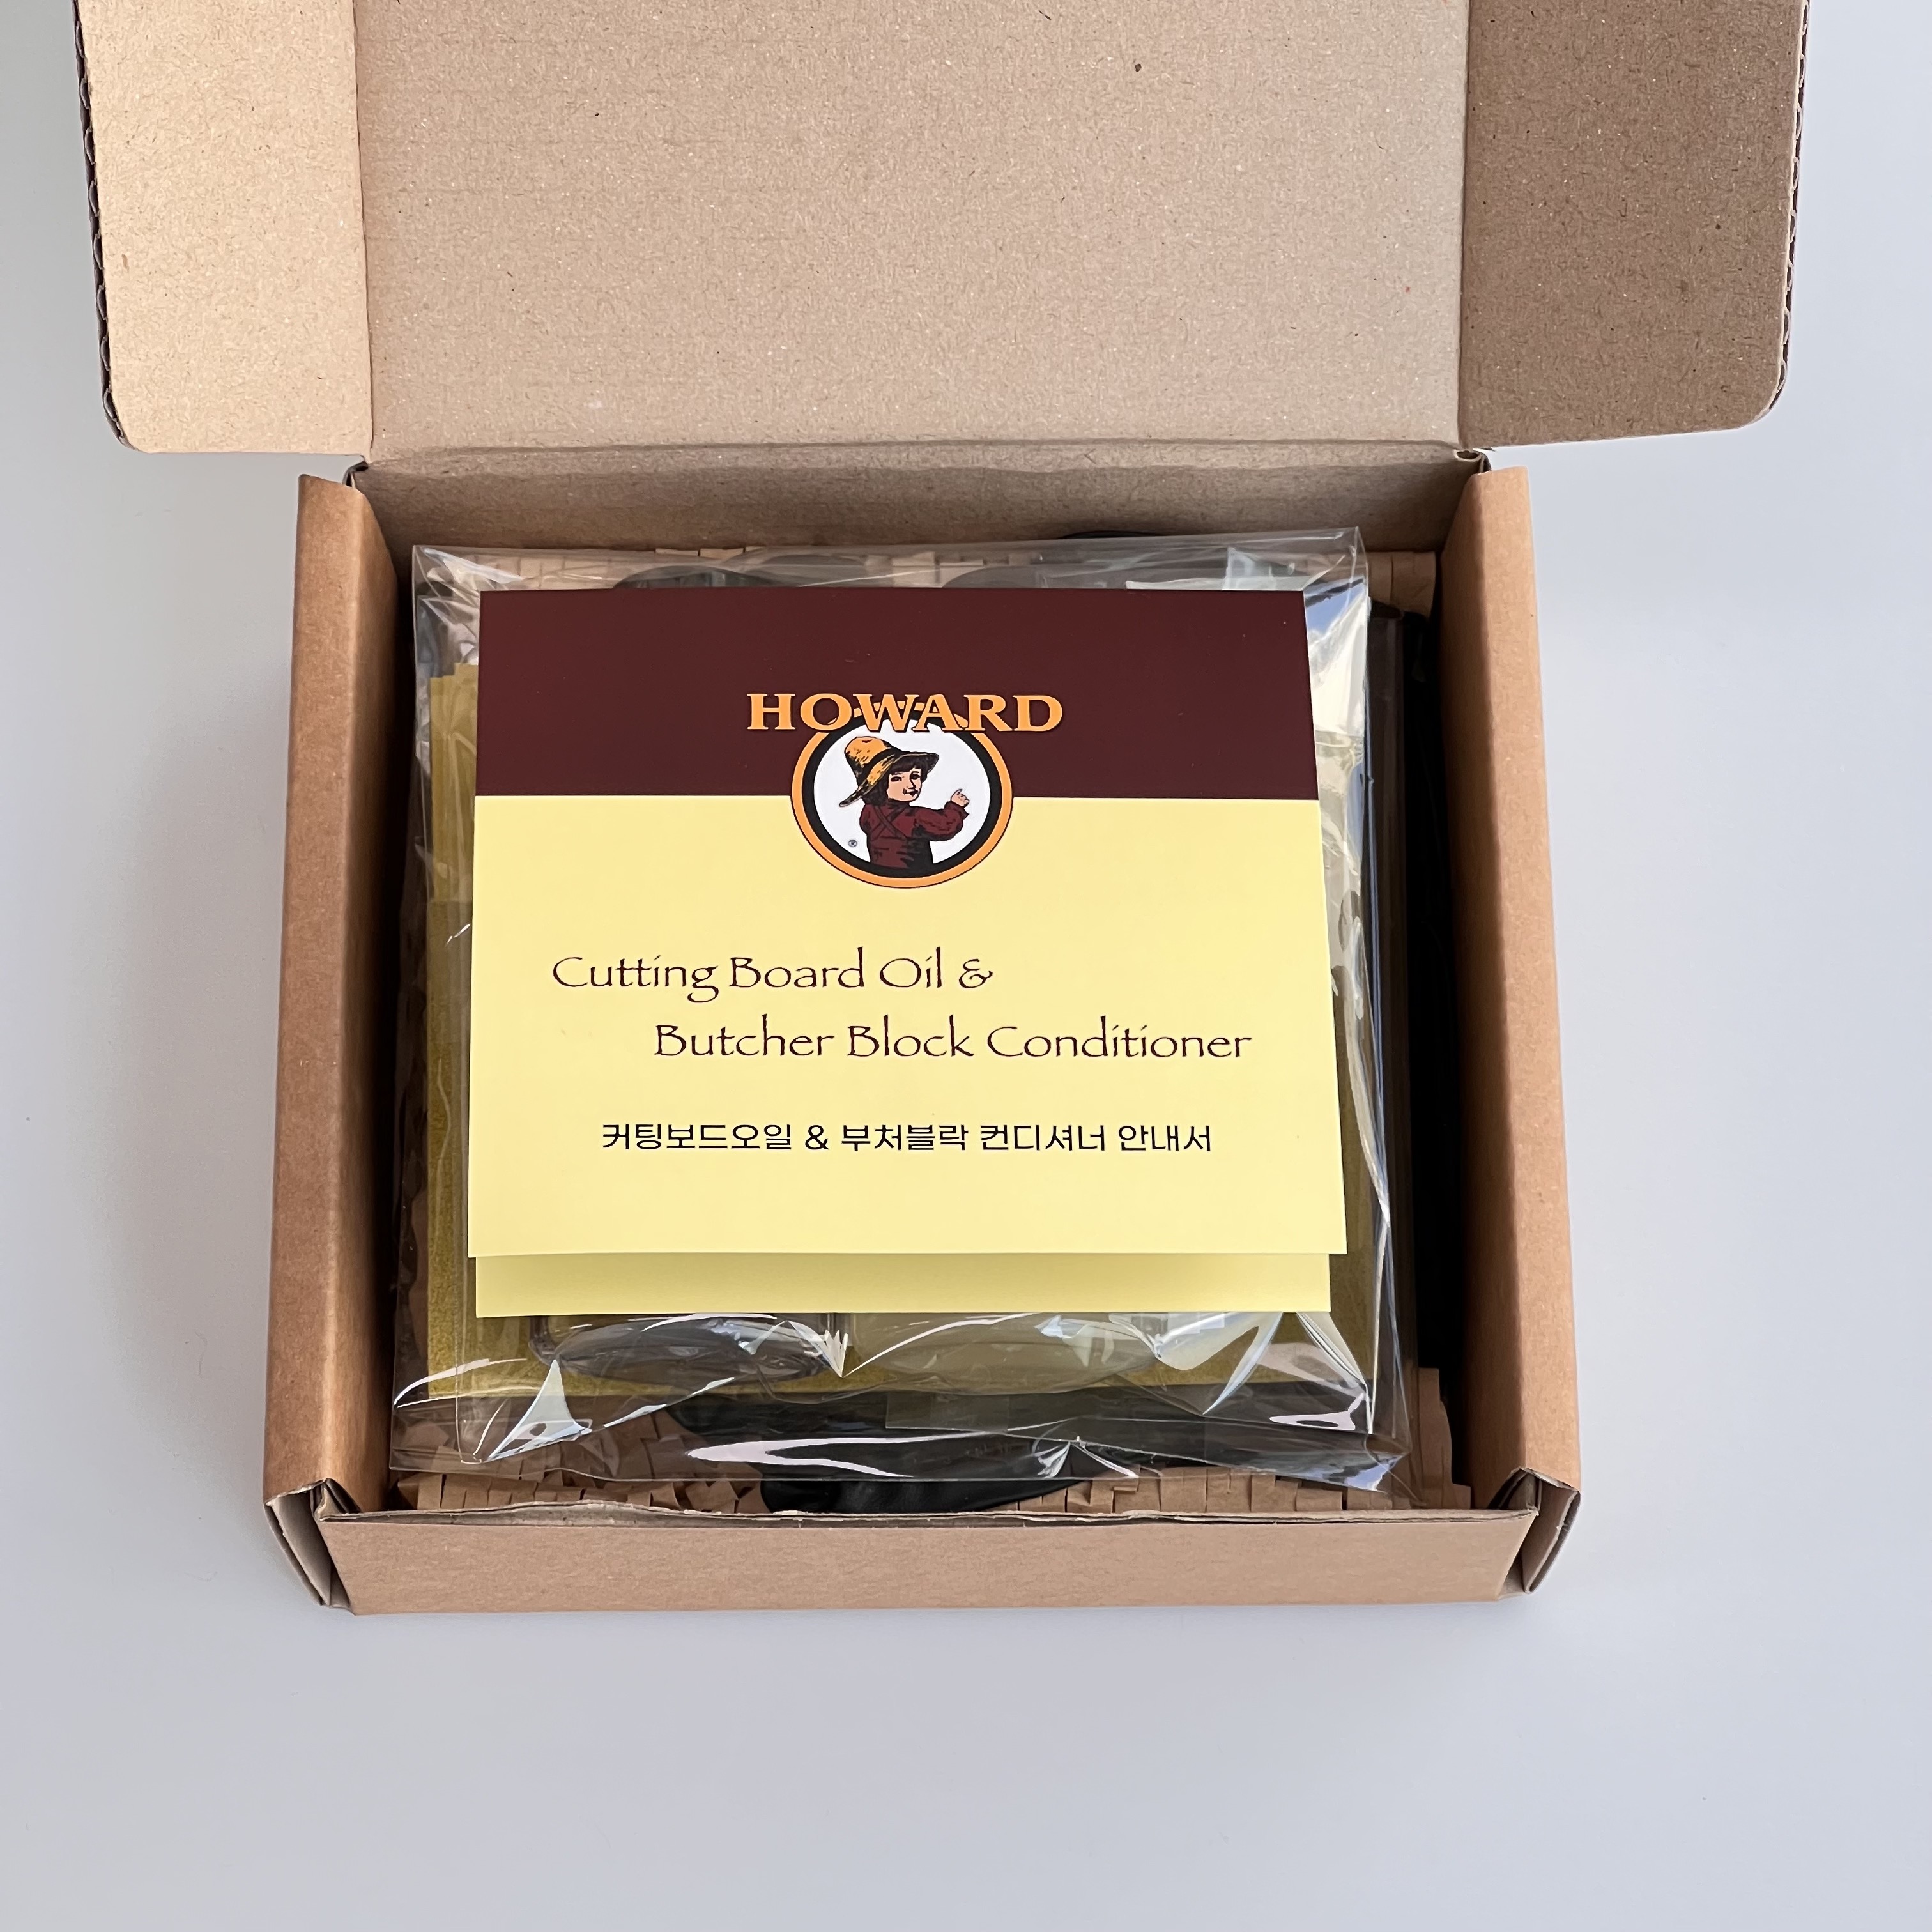 HOWARD
®
Cutting Board Oil &
Butcher Block Conditioner
커팅보드오일 & 부처블락 컨디셔너 안내서